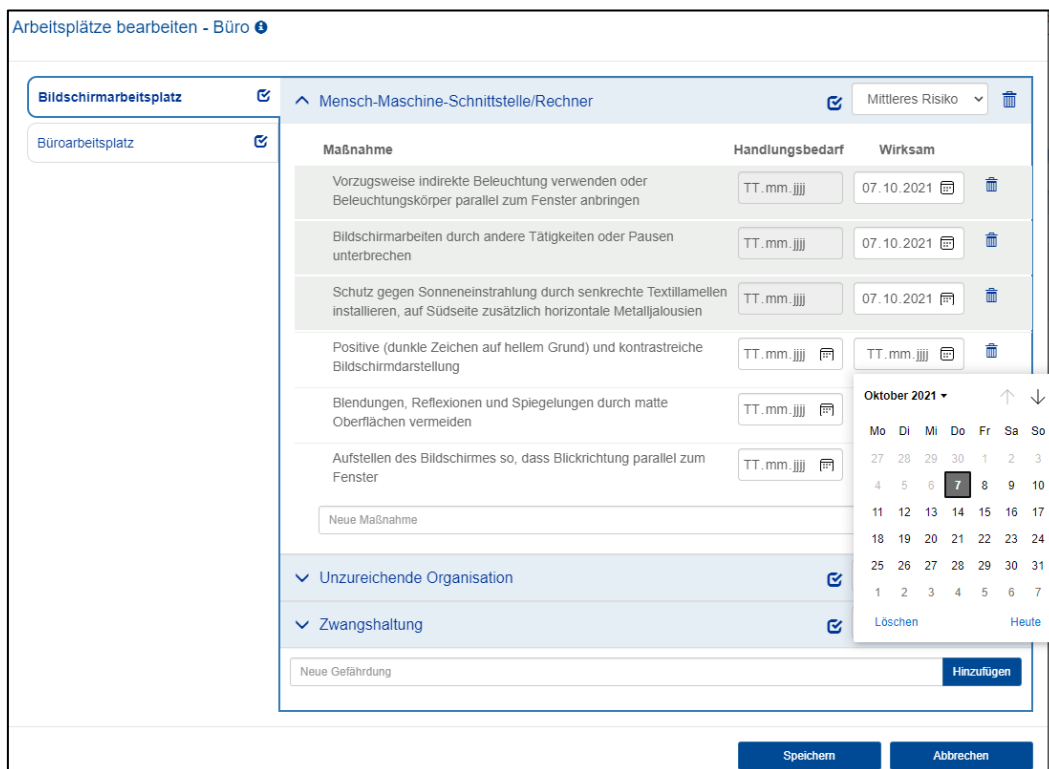 Arbeitsplätze bearbeiten - Büro
Bildschirmarbeitsplatz
Büroarbeitsplatz
Mensch-Maschine-Schnittstelle/Rechner
Mittleres Risiko
Maßnahme Handlungsbedarf Wirksam
Vorzugsweise indirekte Beleuchtung verwenden oder
Beleuchtungskörper parallel zum Fenster anbringen
TT.mm.jjjj 07.10.2021
Bildschirmarbeiten durch andere Tätigkeiten oder Pausen
unterbrechen
TT.mm.jjjj 07.10.2021
Schutz gegen Sonneneinstrahlung durch senkrechte Textillamellen
installieren, auf Südseite zusätzlich horizontale Metalljalousien
TT.mm.jjjj 07.10.2021
Positive (dunkle Zeichen auf hellem Grund) und kontrastreiche
Bildschirmdarstellung
TT.mm.jjjj TT.mm.jjjj
Blendungen, Reflexionen und Spiegelungen durch matte
Oberflächen vermeiden
TT.mm.jjjj
Aufstellen des Bildschirmes so, dass Blickrichtung parallel zum
Fenster
TT.mm.jjjj
Neue Maßnahme
Oktober 2021
Mo Di Mi Do Fr Sa So
27 28 29 30 1 2 3
4 5 6 7 8 9 10
11 12 13 14 15 16 17
18 19 20 21 22 23 24
25 26 27 28 29 30 31
1 2 3 4 5 6 7
Löschen Heute
Unzureichende Organisation
Zwangshaltung
Neue Gefährdung
Hinzufügen
Speichern Abbrechen